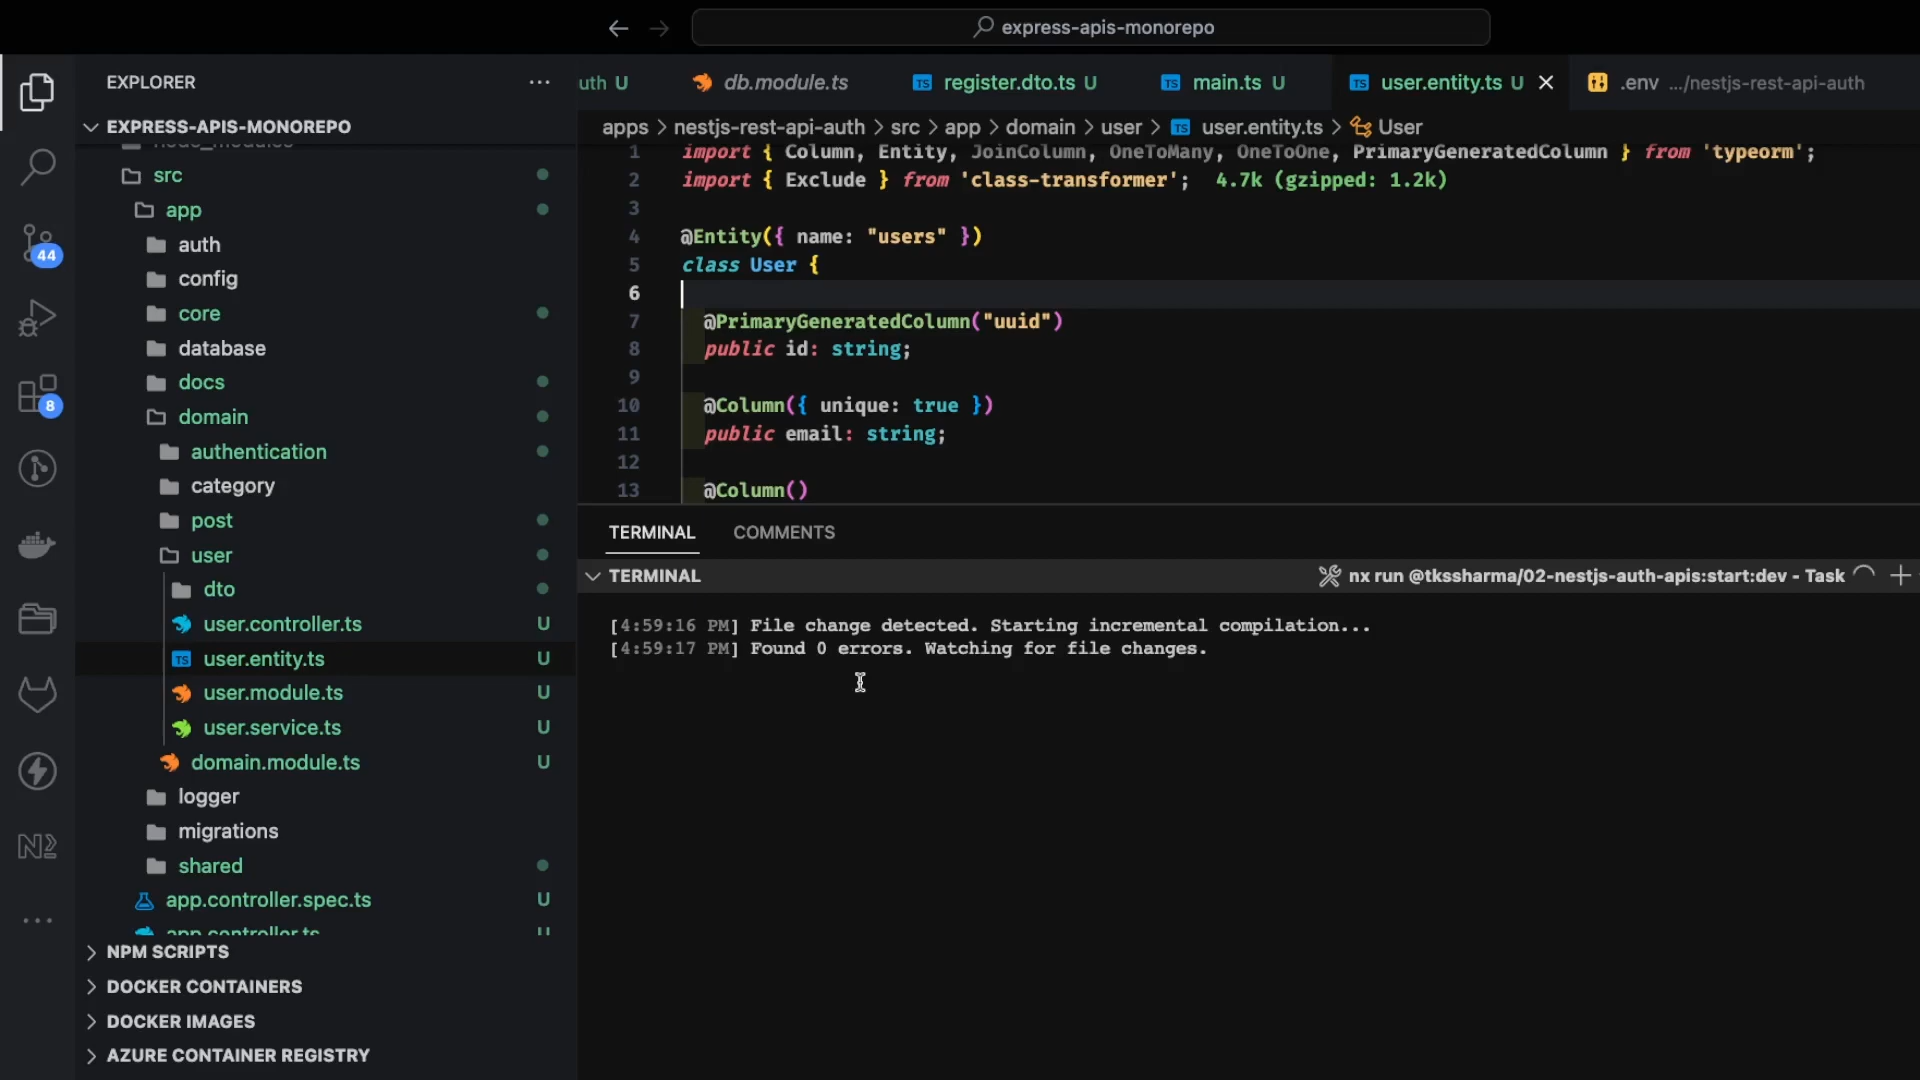 express-apis-monorepo
EXPLORER
EXPRESS-APIS-MONOREPO
node_modules
src
app
auth
config
core
database
docs
domain
authentication
category
post
user
dto
user.controller.ts U
user.entity.ts U
user.module.ts U
user.service.ts U
domain.module.ts U
logger
migrations
shared
app.controller.spec.ts U
app.controller.ts U
NPM SCRIPTS
DOCKER CONTAINERS
DOCKER IMAGES
AZURE CONTAINER REGISTRY
44
8
uth U
db.module.ts
TS register.dto.ts U
TS main.ts U
TS user.entity.ts U
.env .../nestjs-rest-api-auth
apps > nestjs-rest-api-auth > src > app > domain > user > TS user.entity.ts > User
1 import { Column, Entity, JoinColumn, OneToMany, OneToOne, PrimaryGeneratedColumn } from 'typeorm';
2 import { Exclude } from 'class-transformer'; 4.7k (gzipped: 1.2k)
3
4 @Entity({ name: "users" })
5 class User {
6
7 @PrimaryGeneratedColumn("uuid")
8 public id: string;
9
10 @Column({ unique: true })
11 public email: string;
12
13 @Column()
TERMINAL COMMENTS
TERMINAL
nx run @tkssharma/02-nestjs-auth-apis:start:dev - Task
[4:59:16 PM] File change detected. Starting incremental compilation...
[4:59:17 PM] Found 0 errors. Watching for file changes.